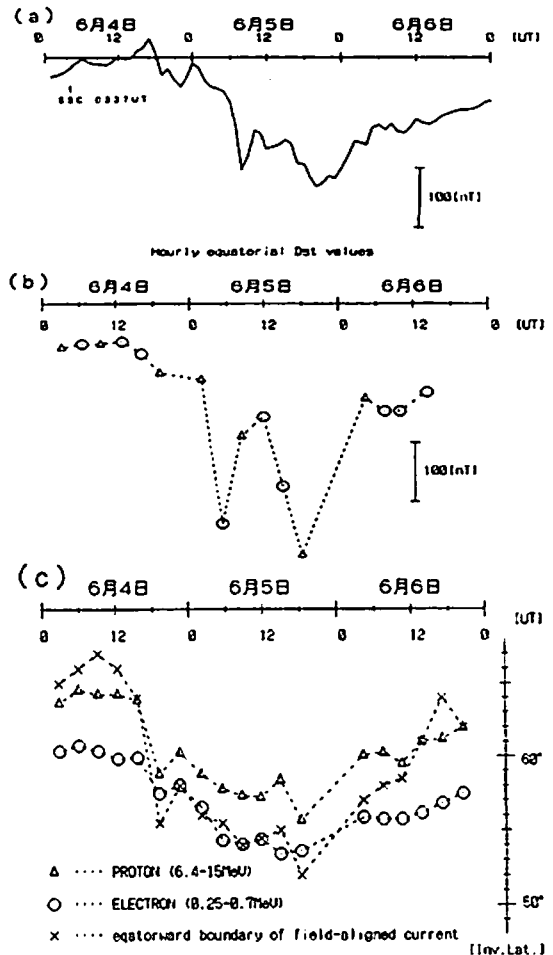 (a)
6月4日 6月5日 6月6日
0 12 0 12 0 12 0 [UT]
SSC 0337UT
100[nT]
Hourly equatorial Dst values
(b)
6月4日 6月5日 6月6日
0 12 0 12 0 12 0 [UT]
100[nT]
(c)
6月4日 6月5日 6月6日
[UT]
0 12 0 12 0 12 0
60°
△ ····· PROTON (6.4-15MeV)
○ ····· ELECTRON (0.25-0.7MeV)
50°
× ····· eqatorward boundary of field-aligned current
[Inv.Lat.]